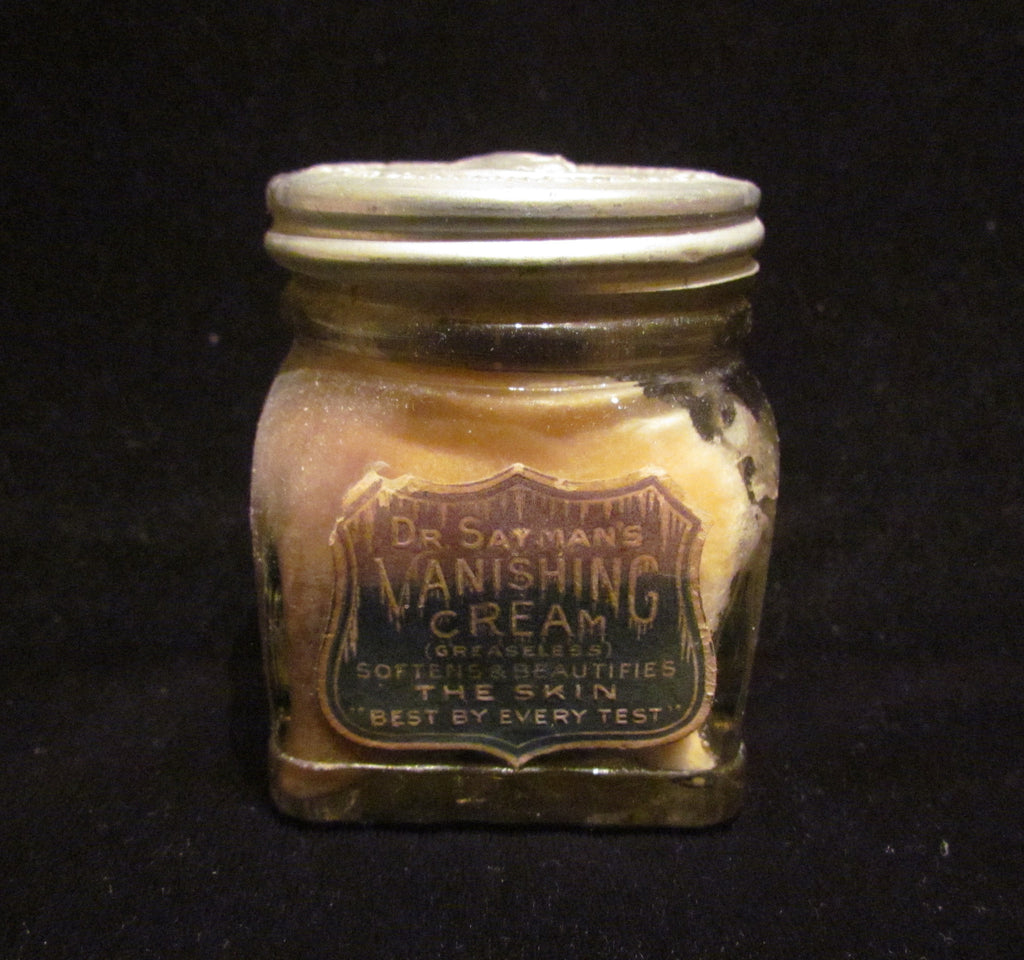 DR SAYMAN'S
VANISHING
CREAM
(GREASELESS)
SOFTENS & BEAUTIFIES
THE SKIN
"BEST BY EVERY TEST"